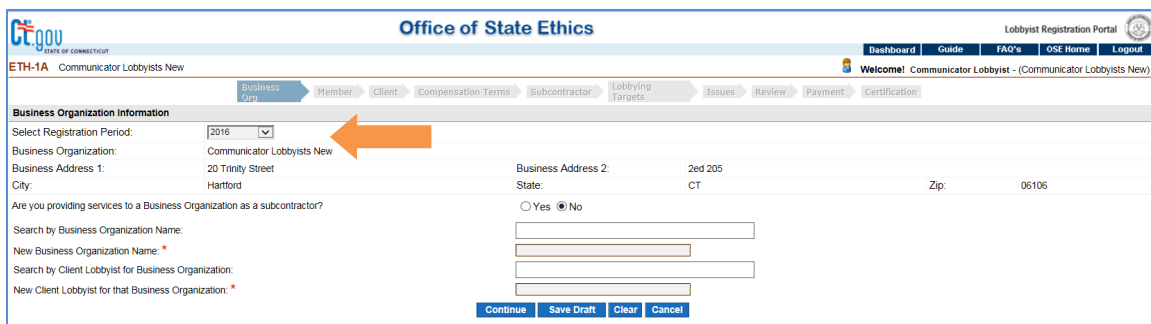 Ct.gov
STATE OF CONNECTICUT
Office of State Ethics
Lobbyist Registration Portal
Dashboard Guide FAQ's OSE Home Logout
ETH-1A Communicator Lobbyists New
Welcome! Communicator Lobbyist - (Communicator Lobbyists New)
Business Org Member Client Compensation Terms Subcontractor Lobbying Targets Issues Review Payment Certification
Business Organization Information
Select Registration Period: 2016
Business Organization: Communicator Lobbyists New
Business Address 1: 20 Trinity Street Business Address 2: 2ed 205
City: Hartford State: CT Zip: 06106
Are you providing services to a Business Organization as a subcontractor? Yes No
Search by Business Organization Name:
New Business Organization Name: *
Search by Client Lobbyist for Business Organization:
New Client Lobbyist for that Business Organization: *
Continue Save Draft Clear Cancel